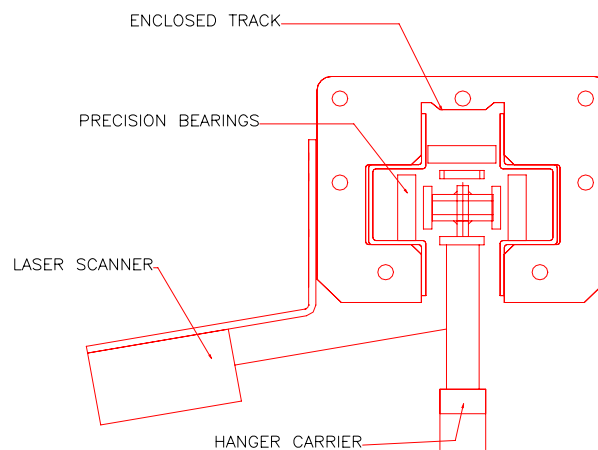 ENCLOSED TRACK
PRECISION BEARINGS
LASER SCANNER
HANGER CARRIER